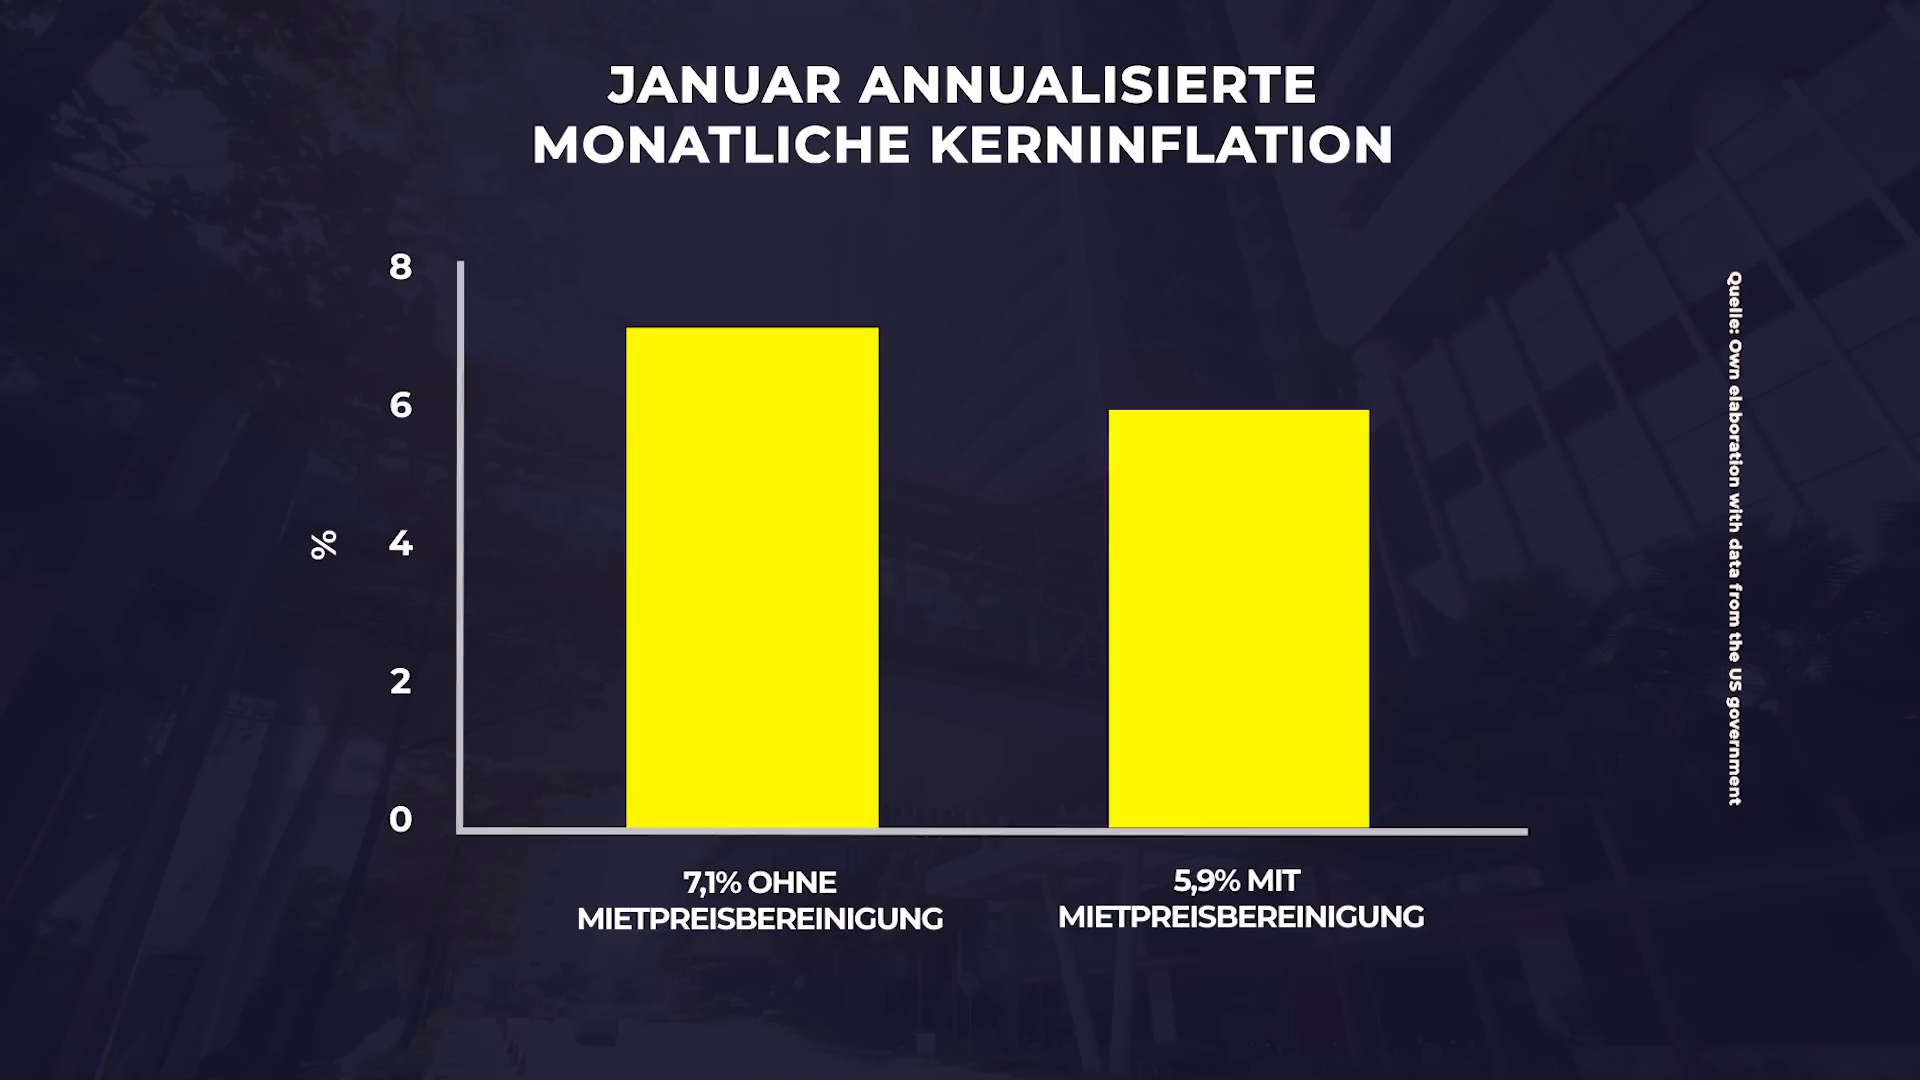 JANUAR ANNUALISIERTE
MONATLICHE KERNINFLATION
8
6
4
2
0
%
7,1% OHNE
MIETPREISBEREINIGUNG
5,9% MIT
MIETPREISBEREINIGUNG
Quelle: Own elaboration with data from the US government